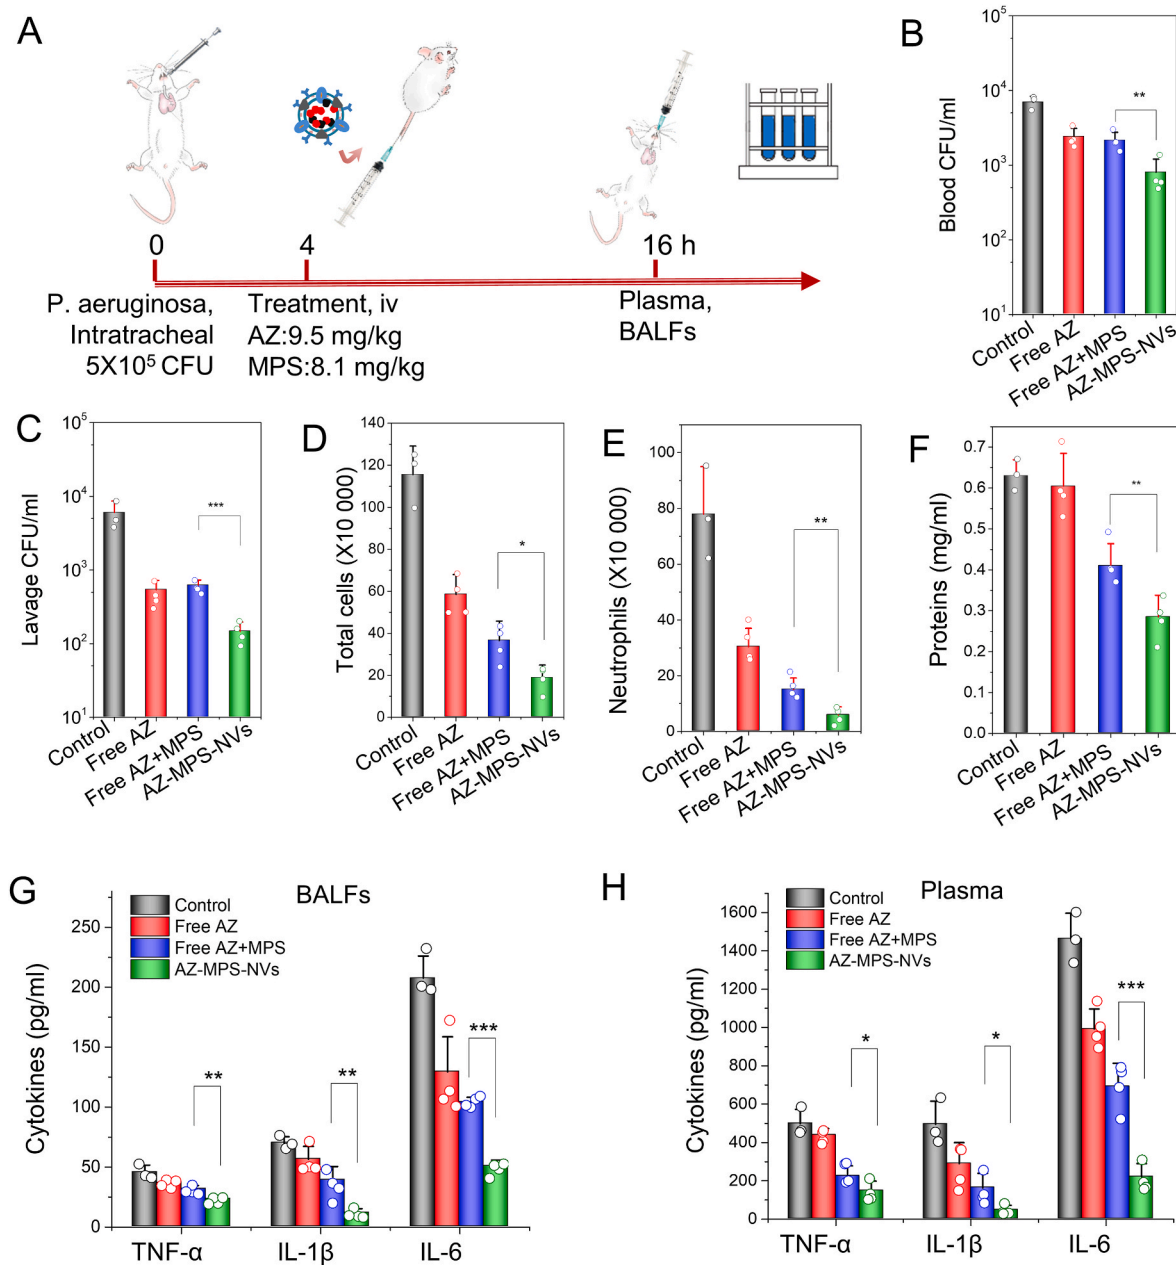 A
0
4
16 h
P. aeruginosa,
Intratracheal
5X10⁵ CFU
Treatment, iv
AZ:9.5 mg/kg
MPS:8.1 mg/kg
Plasma,
BALFs
B
Blood CFU/ml
10⁵
10⁴
10³
10²
10¹
**
Control
Free AZ
Free AZ+MPS
AZ-MPS-NVs
C
Lavage CFU/ml
10⁵
10⁴
10³
10²
10¹
***
Control
Free AZ
Free AZ+MPS
AZ-MPS-NVs
D
Total cells (X10 000)
140
120
100
80
60
40
20
0
*
Control
Free AZ
Free AZ+MPS
AZ-MPS-NVs
E
Neutrophils (X10 000)
100
80
60
40
20
0
**
Control
Free AZ
Free AZ+MPS
AZ-MPS-NVs
F
Proteins (mg/ml)
0.7
0.6
0.5
0.4
0.3
0.2
0.1
0.0
**
Control
Free AZ
Free AZ+MPS
AZ-MPS-NVs
G
BALFs
Control
Free AZ
Free AZ+MPS
AZ-MPS-NVs
Cytokines (pg/ml)
250
200
150
100
50
0
**
**
***
TNF-α
IL-1β
IL-6
H
Plasma
Control
Free AZ
Free AZ+MPS
AZ-MPS-NVs
Cytokines (pg/ml)
1600
1400
1200
1000
800
600
400
200
0
*
*
***
TNF-α
IL-1β
IL-6